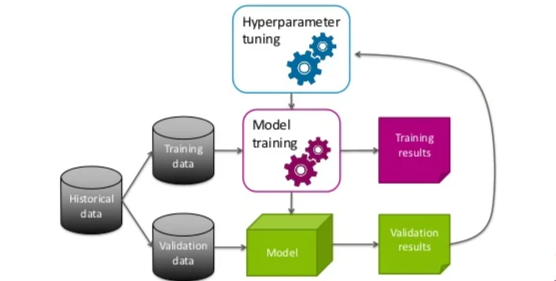 Hyperparameter
tuning
Model
training
Training
data
Training
results
Historical
data
Validation
data
Model
Validation
results